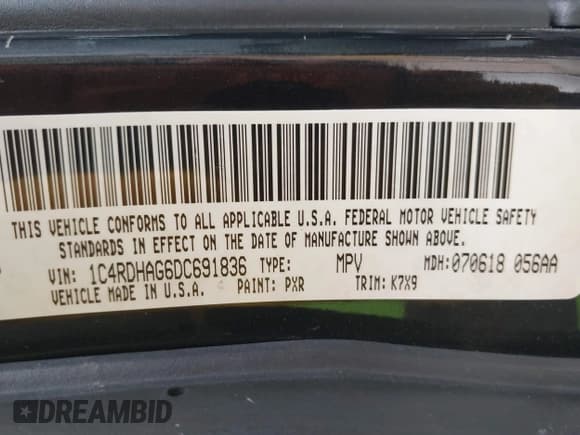 THIS VEHICLE CONFORMS TO ALL APPLICABLE U.S.A. FEDERAL MOTOR VEHICLE SAFETY
STANDARDS IN EFFECT ON THE DATE OF MANUFACTURE SHOWN ABOVE.
VIN: 1C4RDHAG6DC691836 TYPE: MPV MDH:070618 056AA
VEHICLE MADE IN U.S.A. PAINT: PXR TRIM: K7X9
DREAMBID